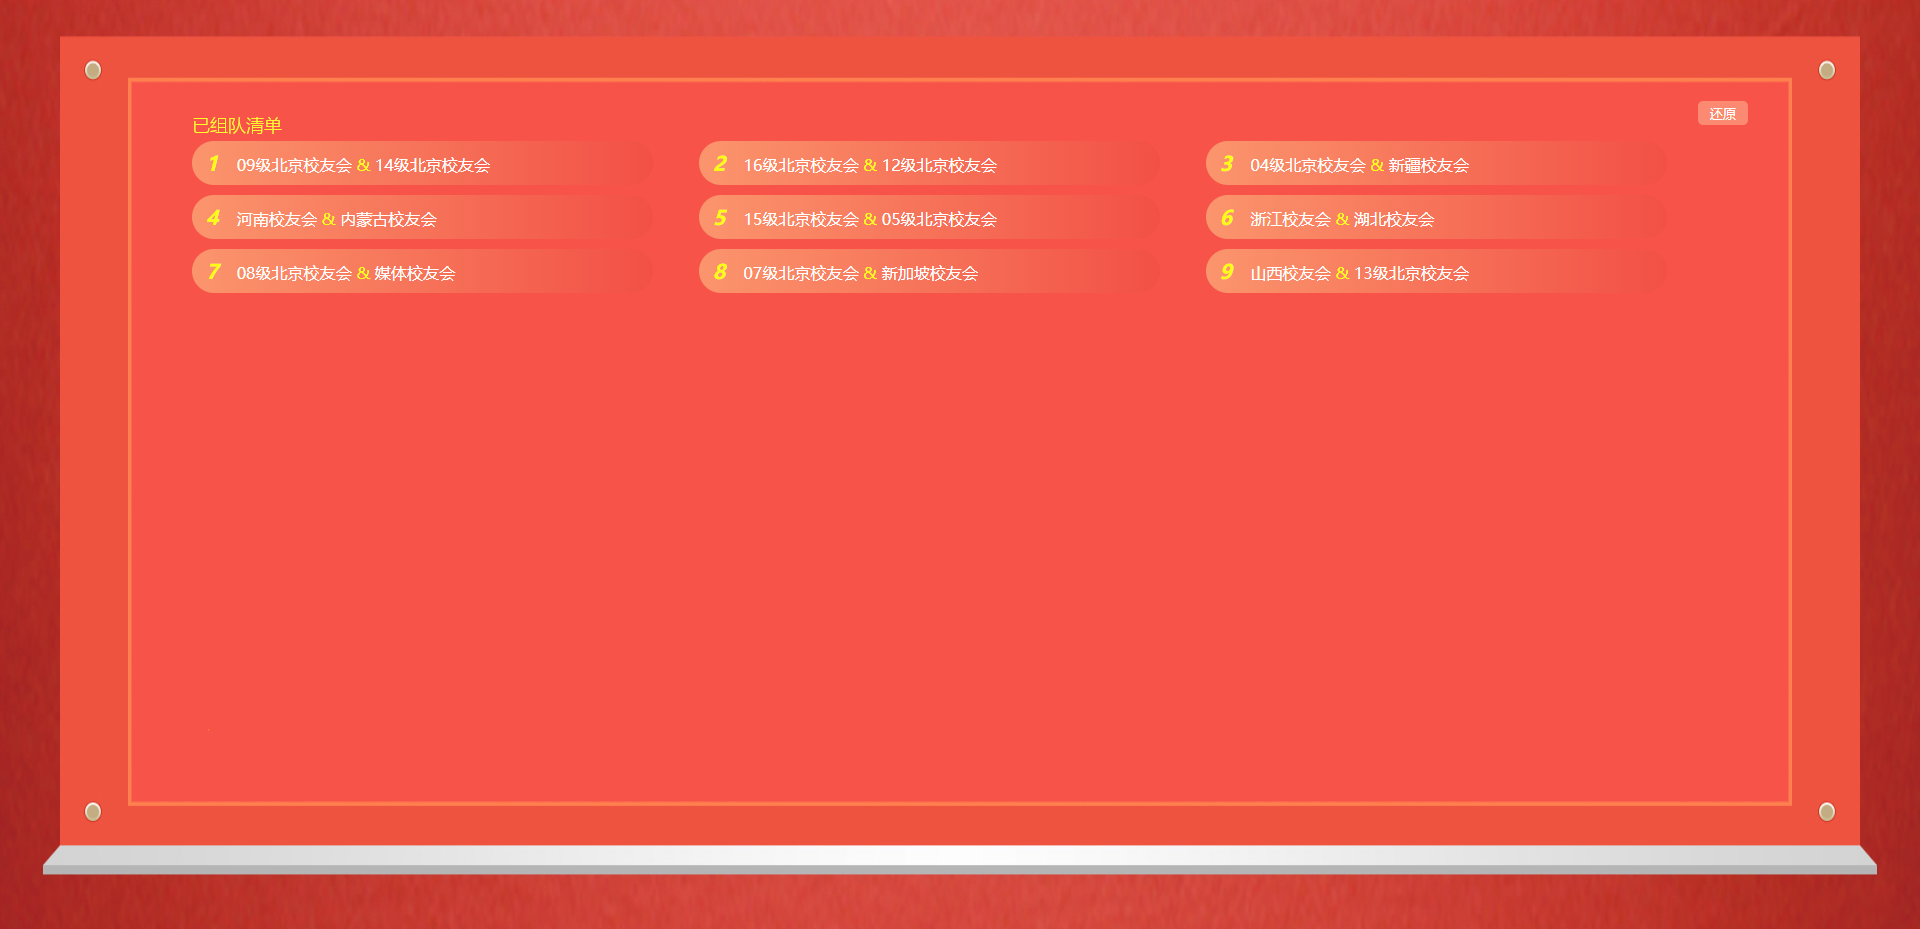 还原
已组队清单
1 09级北京校友会 & 14级北京校友会
2 16级北京校友会 & 12级北京校友会
3 04级北京校友会 & 新疆校友会
4 河南校友会 & 内蒙古校友会
5 15级北京校友会 & 05级北京校友会
6 浙江校友会 & 湖北校友会
7 08级北京校友会 & 媒体校友会
8 07级北京校友会 & 新加坡校友会
9 山西校友会 & 13级北京校友会